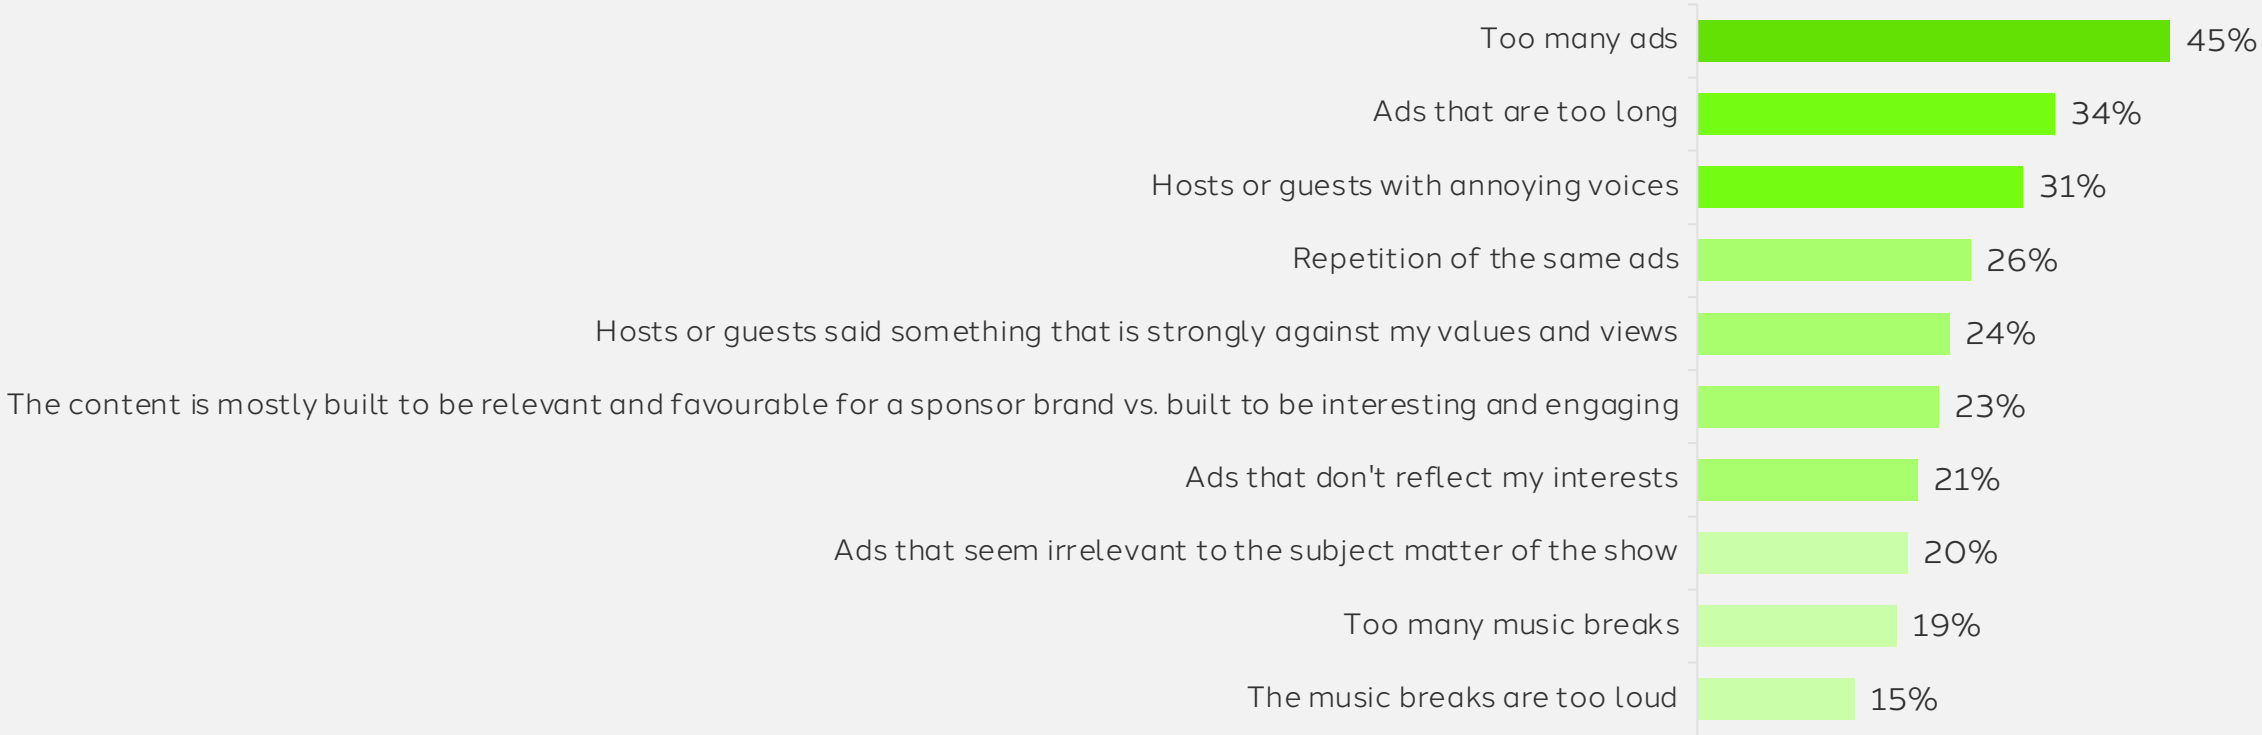 Too many ads 45%
Ads that are too long 34%
Hosts or guests with annoying voices 31%
Repetition of the same ads 26%
Hosts or guests said something that is strongly against my values and views 24%
The content is mostly built to be relevant and favourable for a sponsor brand vs. built to be interesting and engaging 23%
Ads that don't reflect my interests 21%
Ads that seem irrelevant to the subject matter of the show 20%
Too many music breaks 19%
The music breaks are too loud 15%